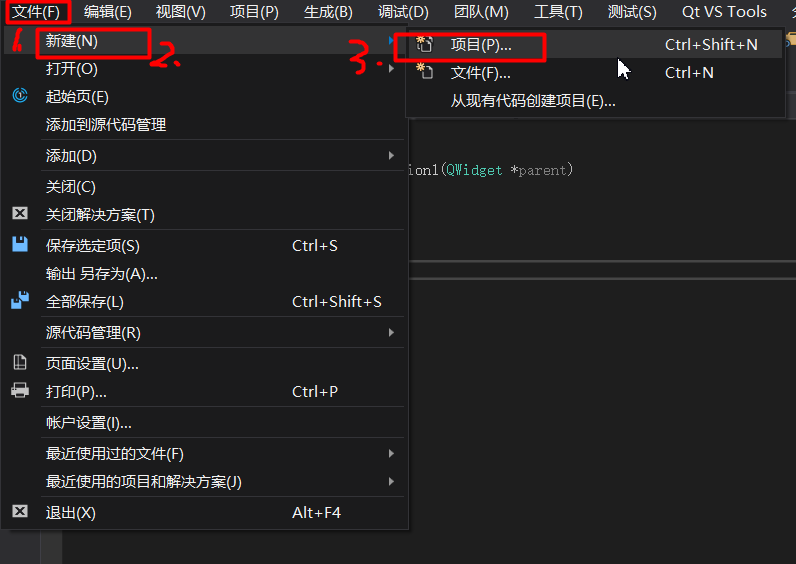 文件(F) 编辑(E) 视图(V) 项目(P) 生成(B) 调试(D) 团队(M) 工具(T) 测试(S) Qt VS Tools
1 新建(N) 2. 3. 项目(P)... Ctrl+Shift+N
打开(O) 文件(F)... Ctrl+N
起始页(E) 从现有代码创建项目(E)...
添加到源代码管理
添加(D)
ion1(QWidget *parent)
关闭(C)
关闭解决方案(T)
保存选定项(S) Ctrl+S
输出 另存为(A)...
全部保存(L) Ctrl+Shift+S
源代码管理(R)
页面设置(U)...
打印(P)... Ctrl+P
帐户设置(I)...
最近使用过的文件(F)
最近使用的项目和解决方案(J)
退出(X) Alt+F4